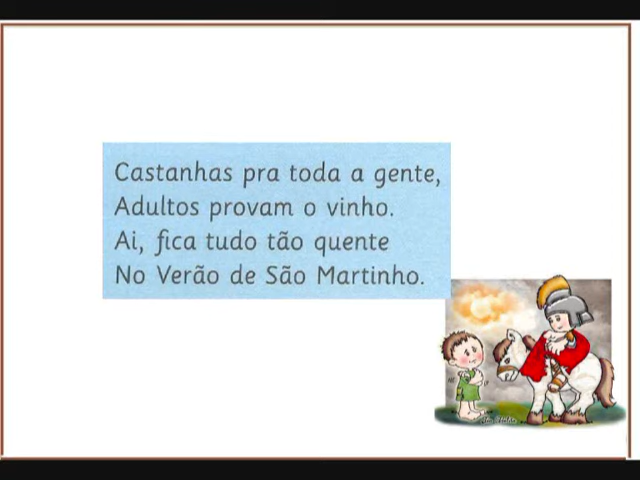 Castanhas pra toda a gente,
Adultos provam o vinho.
Ai, fica tudo tão quente
No Verão de São Martinho.